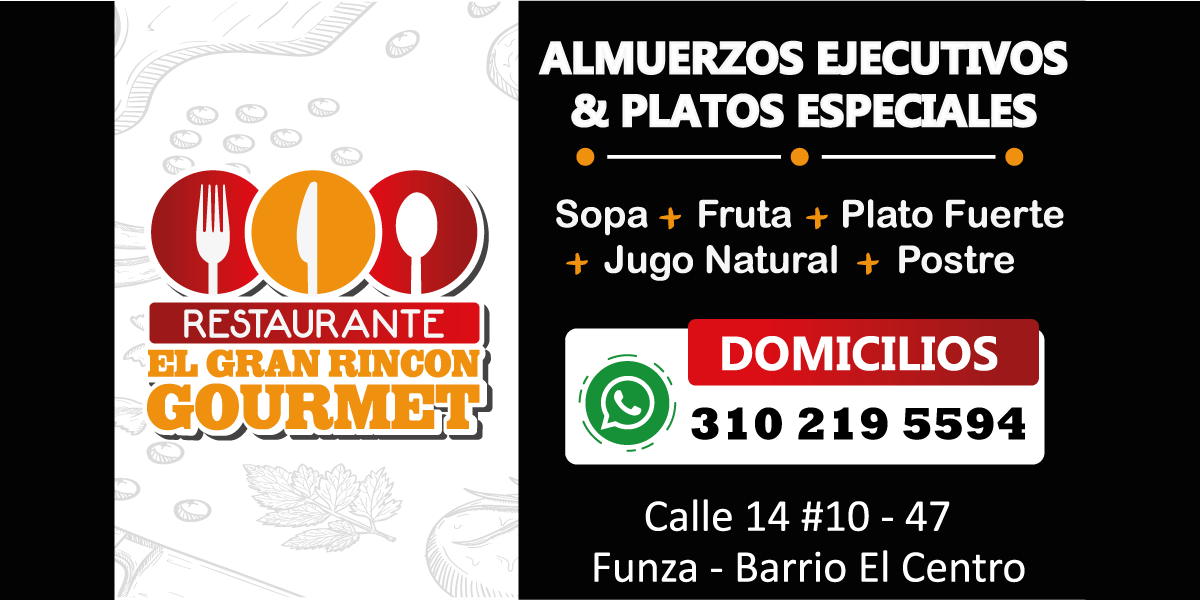 RESTAURANTE
EL GRAN RINCON
GOURMET
ALMUERZOS EJECUTIVOS
& PLATOS ESPECIALES
Sopa + Fruta + Plato Fuerte
+ Jugo Natural + Postre
DOMICILIOS
310 219 5594
Calle 14 #10 - 47
Funza - Barrio El Centro